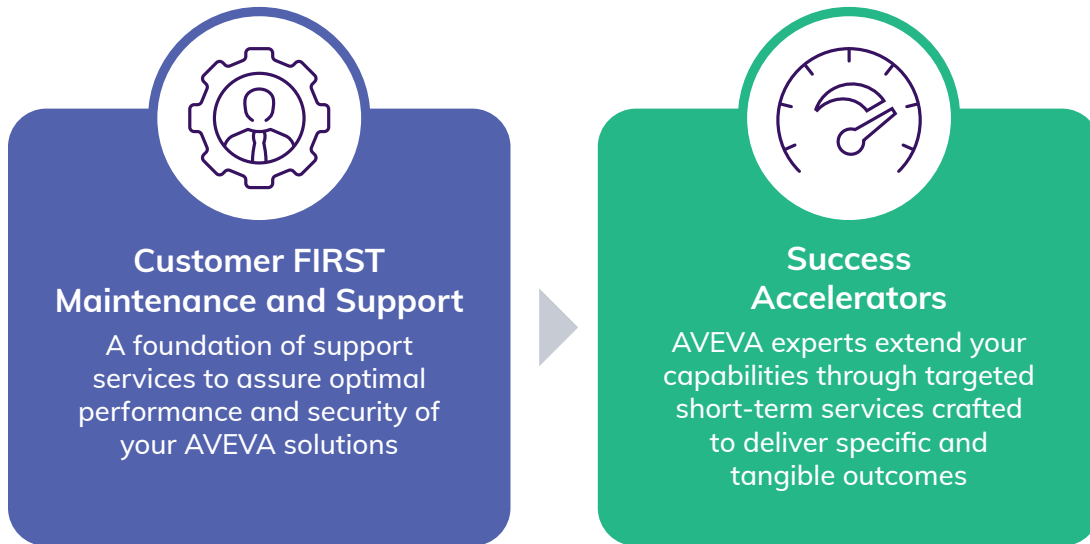 Customer FIRST
Maintenance and Support
A foundation of support
services to assure optimal
performance and security of
your AVEVA solutions
Success
Accelerators
AVEVA experts extend your
capabilities through targeted
short-term services crafted
to deliver specific and
tangible outcomes